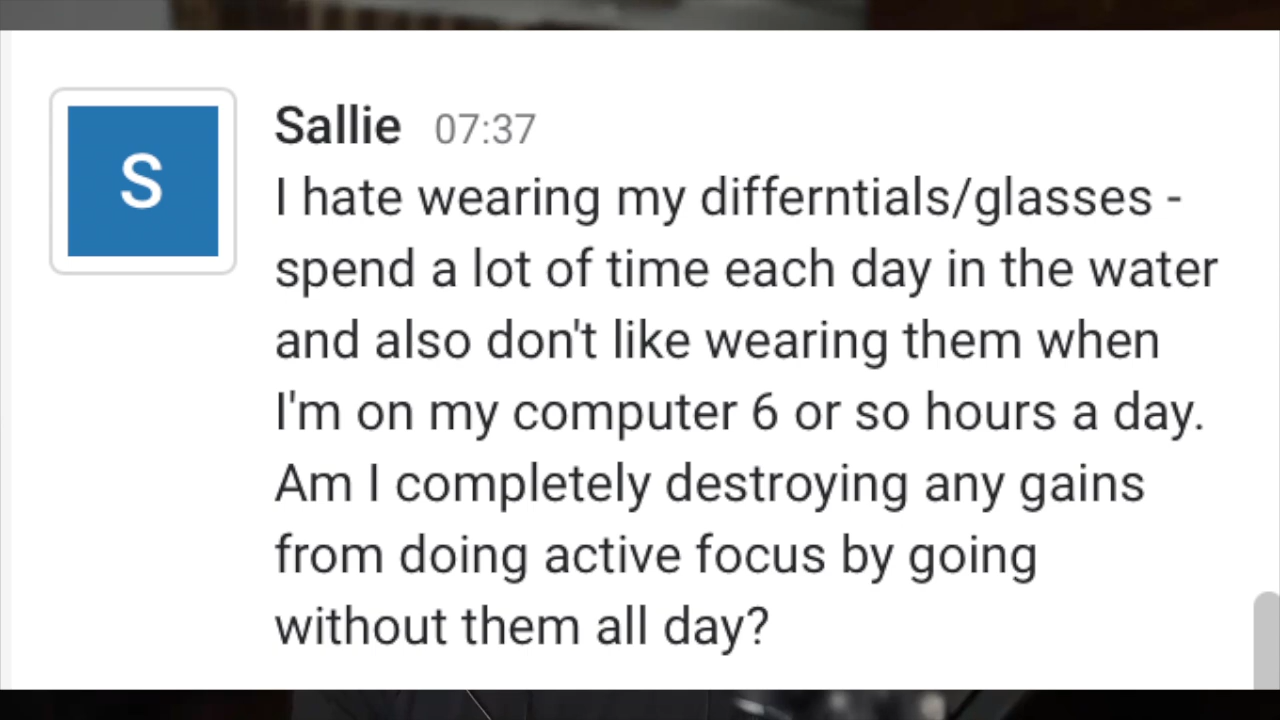 S
Sallie 07:37
I hate wearing my differntials/glasses -
spend a lot of time each day in the water
and also don't like wearing them when
I'm on my computer 6 or so hours a day.
Am I completely destroying any gains
from doing active focus by going
without them all day?